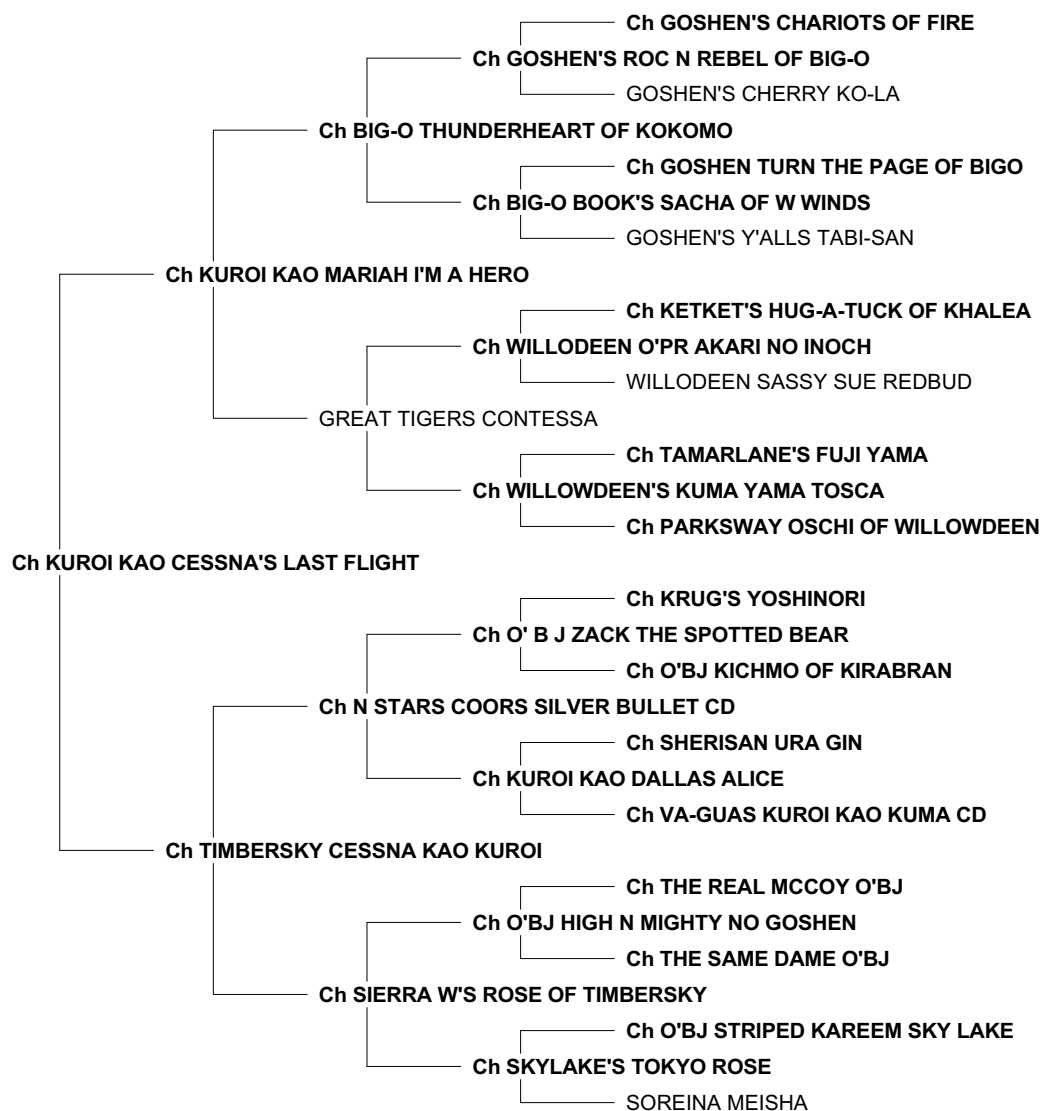 Ch GOSHEN'S CHARIOTS OF FIRE
Ch GOSHEN'S ROC N REBEL OF BIG-O
GOSHEN'S CHERRY KO-LA
Ch BIG-O THUNDERHEART OF KOKOMO
Ch GOSHEN TURN THE PAGE OF BIGO
Ch BIG-O BOOK'S SACHA OF W WINDS
GOSHEN'S Y'ALLS TABI-SAN
Ch KUROI KAO MARIAH I'M A HERO
Ch KETKET'S HUG-A-TUCK OF KHALEA
Ch WILLODEEN O'PR AKARI NO INOCH
WILLODEEN SASSY SUE REDBUD
GREAT TIGERS CONTESSA
Ch TAMARLANE'S FUJI YAMA
Ch WILLOWDEEN'S KUMA YAMA TOSCA
Ch PARKSWAY OSCHI OF WILLOWDEEN
Ch KUROI KAO CESSNA'S LAST FLIGHT
Ch KRUG'S YOSHINORI
Ch O' B J ZACK THE SPOTTED BEAR
Ch O'BJ KICHMO OF KIRABRAN
Ch N STARS COORS SILVER BULLET CD
Ch SHERISAN URA GIN
Ch KUROI KAO DALLAS ALICE
Ch VA-GUAS KUROI KAO KUMA CD
Ch TIMBERSKY CESSNA KAO KUROI
Ch THE REAL MCCOY O'BJ
Ch O'BJ HIGH N MIGHTY NO GOSHEN
Ch THE SAME DAME O'BJ
Ch SIERRA W'S ROSE OF TIMBERSKY
Ch O'BJ STRIPED KAREEM SKY LAKE
Ch SKYLAKE'S TOKYO ROSE
SOREINA MEISHA